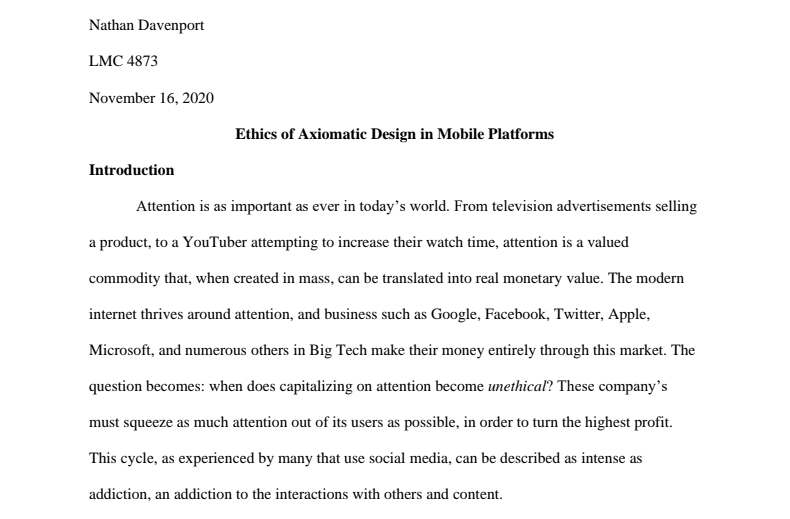 Nathan Davenport
LMC 4873
November 16, 2020
Ethics of Axiomatic Design in Mobile Platforms
Introduction
Attention is as important as ever in today’s world. From television advertisements selling
a product, to a YouTuber attempting to increase their watch time, attention is a valued
commodity that, when created in mass, can be translated into real monetary value. The modern
internet thrives around attention, and business such as Google, Facebook, Twitter, Apple,
Microsoft, and numerous others in Big Tech make their money entirely through this market. The
question becomes: when does capitalizing on attention become unethical? These company’s
must squeeze as much attention out of its users as possible, in order to turn the highest profit.
This cycle, as experienced by many that use social media, can be described as intense as
addiction, an addiction to the interactions with others and content.